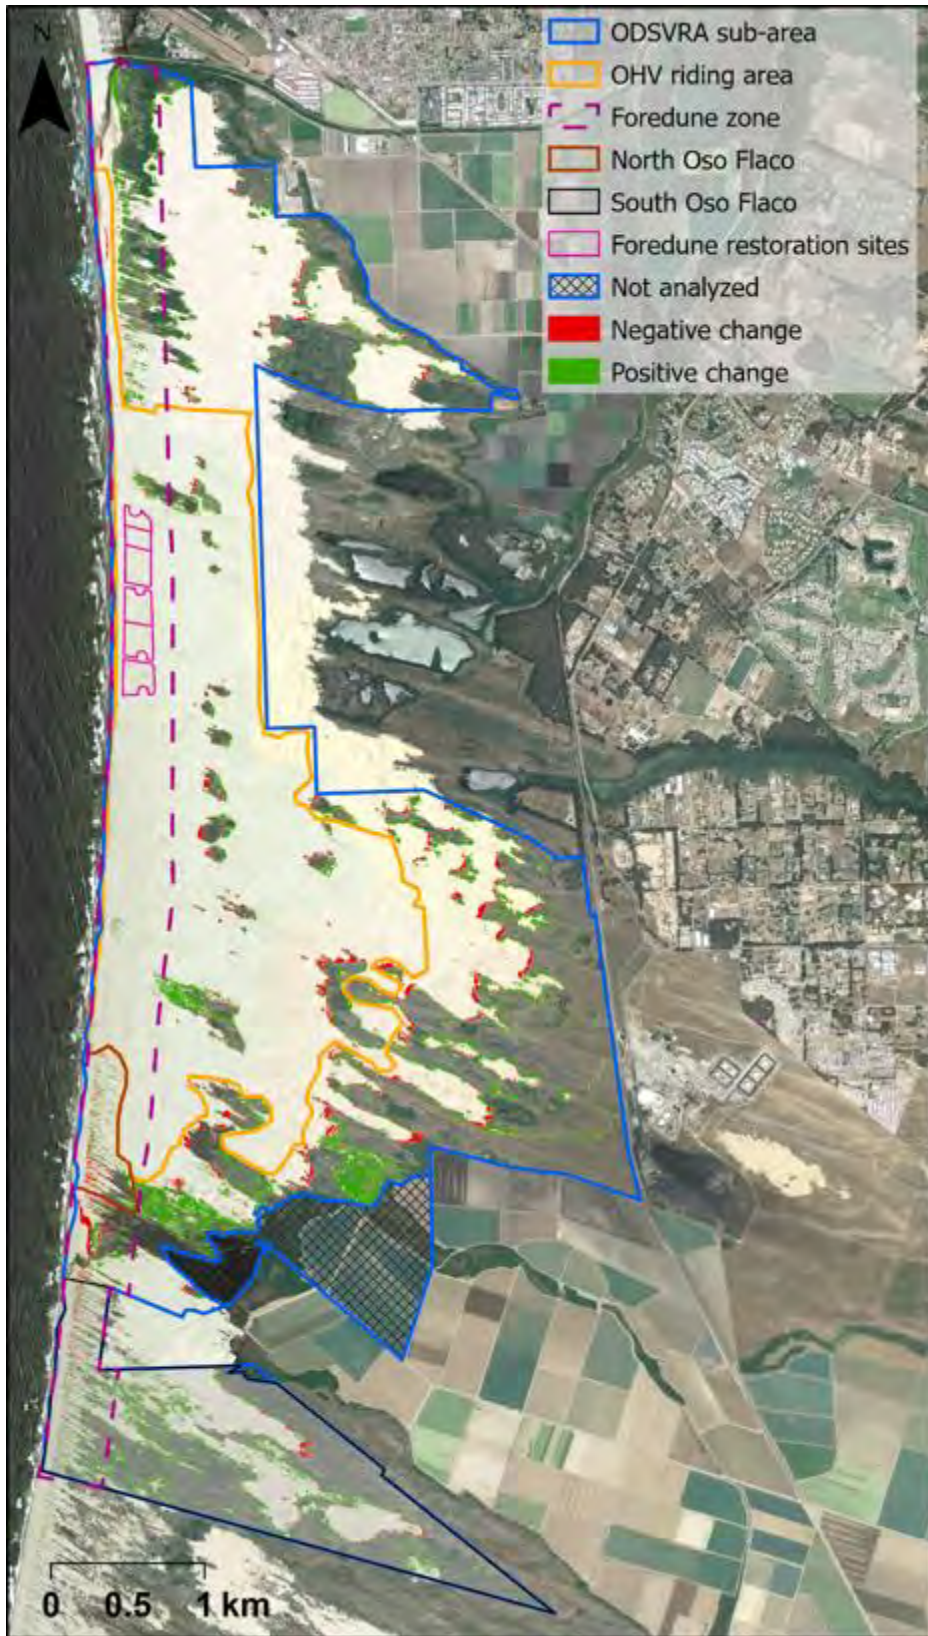 N
ODSVRA sub-area
OHV riding area
Foredune zone
North Oso Flaco
South Oso Flaco
Foredune restoration sites
Not analyzed
Negative change
Positive change
0 0.5 1 km